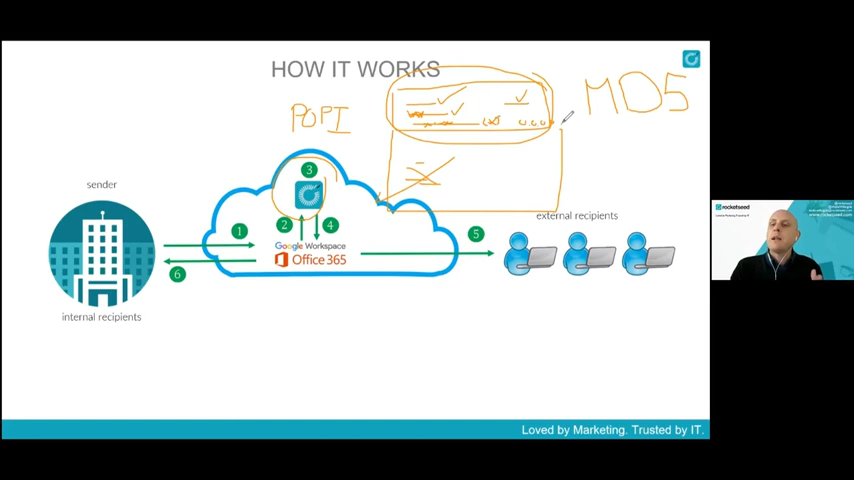 HOW IT WORKS
MD5
POPI
3
sender
1
2
4
Google Workspace
Office 365
5
6
external recipients
internal recipients
rocketseed
Loved by Marketing. Trusted by IT.